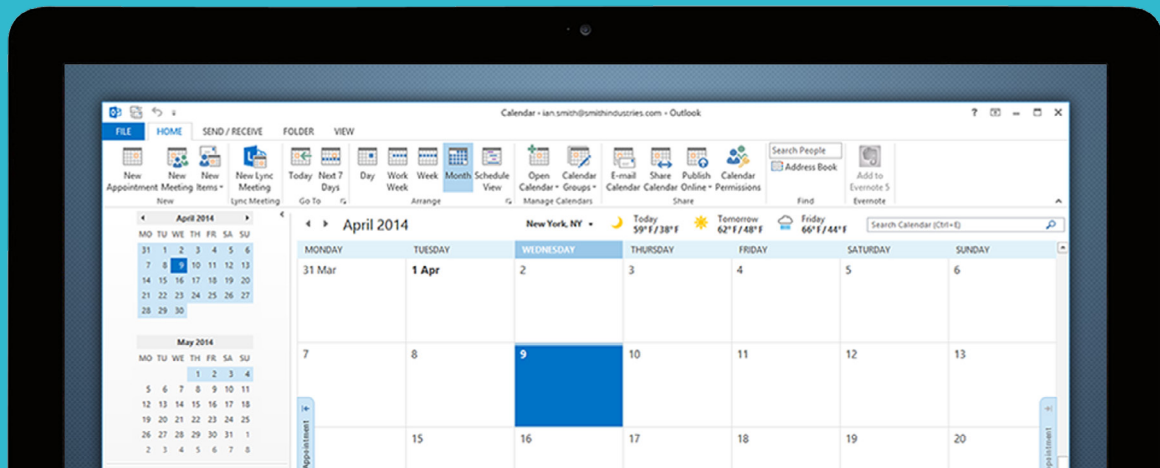 Calendar - ian.smith@smithindustries.com - Outlook
FILE HOME SEND / RECEIVE FOLDER VIEW
New Appointment
New Meeting
New Items
New
New Lync Meeting
Lync Meeting
Today
Next 7 Days
Go To
Day
Work Week
Week
Month
Schedule View
Arrange
Open Calendar
Calendar Groups
Manage Calendars
E-mail Calendar
Share Calendar
Publish Online
Calendar Permissions
Share
Search People
Address Book
Find
Add to Evernote 5
Evernote
April 2014
MO TU WE TH FR SA SU
31 1 2 3 4 5 6
7 8 9 10 11 12 13
14 15 16 17 18 19 20
21 22 23 24 25 26 27
28 29 30
May 2014
MO TU WE TH FR SA SU
1 2 3 4
5 6 7 8 9 10 11
12 13 14 15 16 17 18
19 20 21 22 23 24 25
26 27 28 29 30 31 1
2 3 4 5 6 7 8
April 2014
New York, NY
Today
59°F/38°F
Tomorrow
62°F/48°F
Friday
66°F/44°F
Search Calendar (Ctrl+E)
MONDAY TUESDAY WEDNESDAY THURSDAY FRIDAY SATURDAY SUNDAY
31 Mar 1 Apr 2 3 4 5 6
7 8 9 10 11 12 13
15 16 17 18 19 20
Appointment